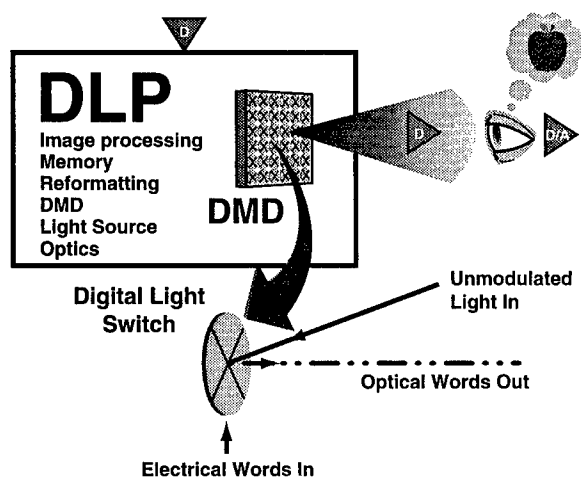 D
DLP
Image processing
Memory
Reformatting
DMD
Light Source
Optics
DMD
D
D/A
Digital Light
Switch
Unmodulated
Light In
Optical Words Out
Electrical Words In